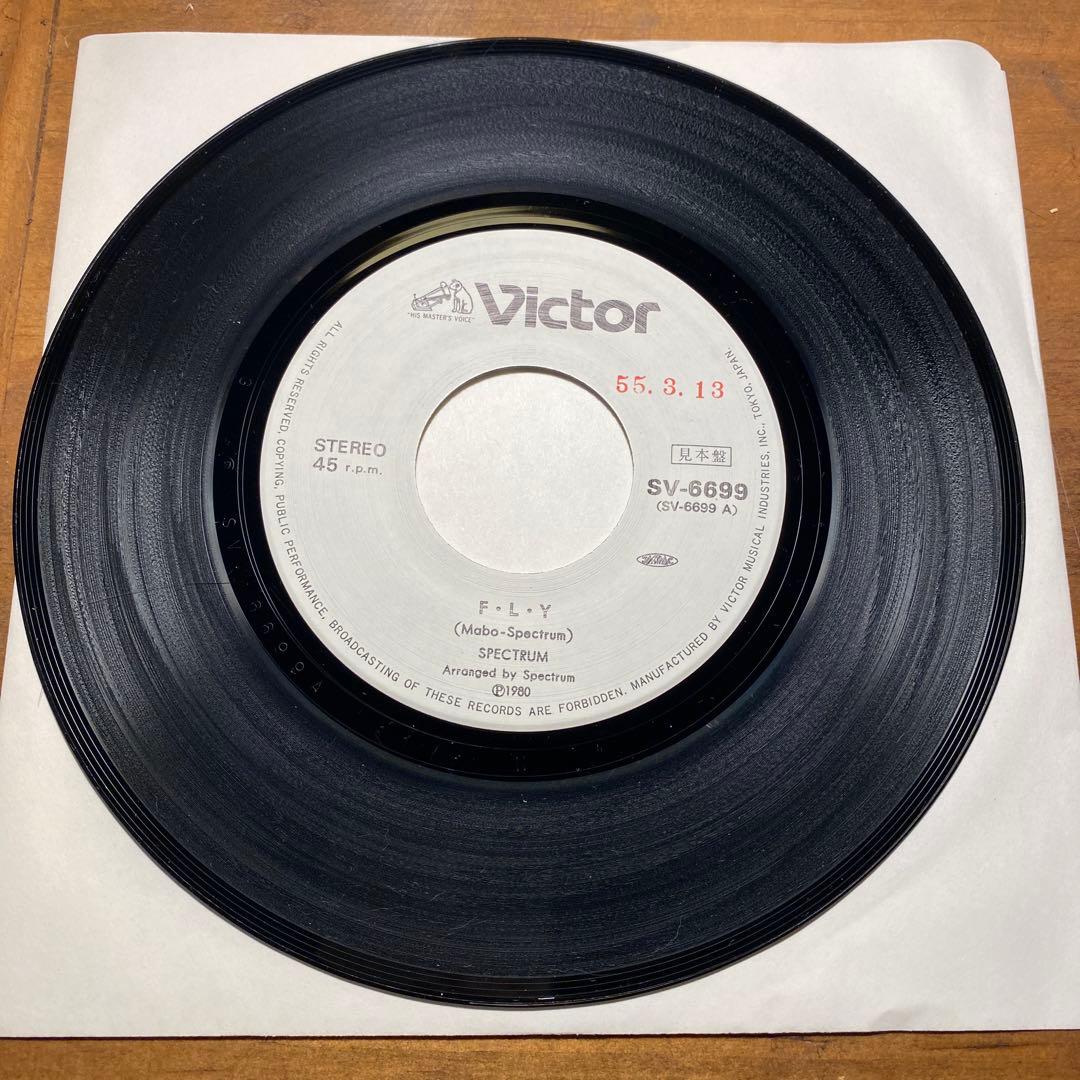 "HIS MASTER'S VOICE"
Victor
55.3.13
STEREO
45 r.p.m.
見本盤
SV-6699
(SV-6699 A)
F・L・Y
(Mabo-Spectrum)
SPECTRUM
Arranged by Spectrum
Ⓟ1980
ALL RIGHTS RESERVED, COPYING, PUBLIC PERFORMANCE, BROADCASTING OF THESE RECORDS ARE FORBIDDEN. MANUFACTURED BY VICTOR MUSICAL INDUSTRIES, INC., TOKYO, JAPAN.